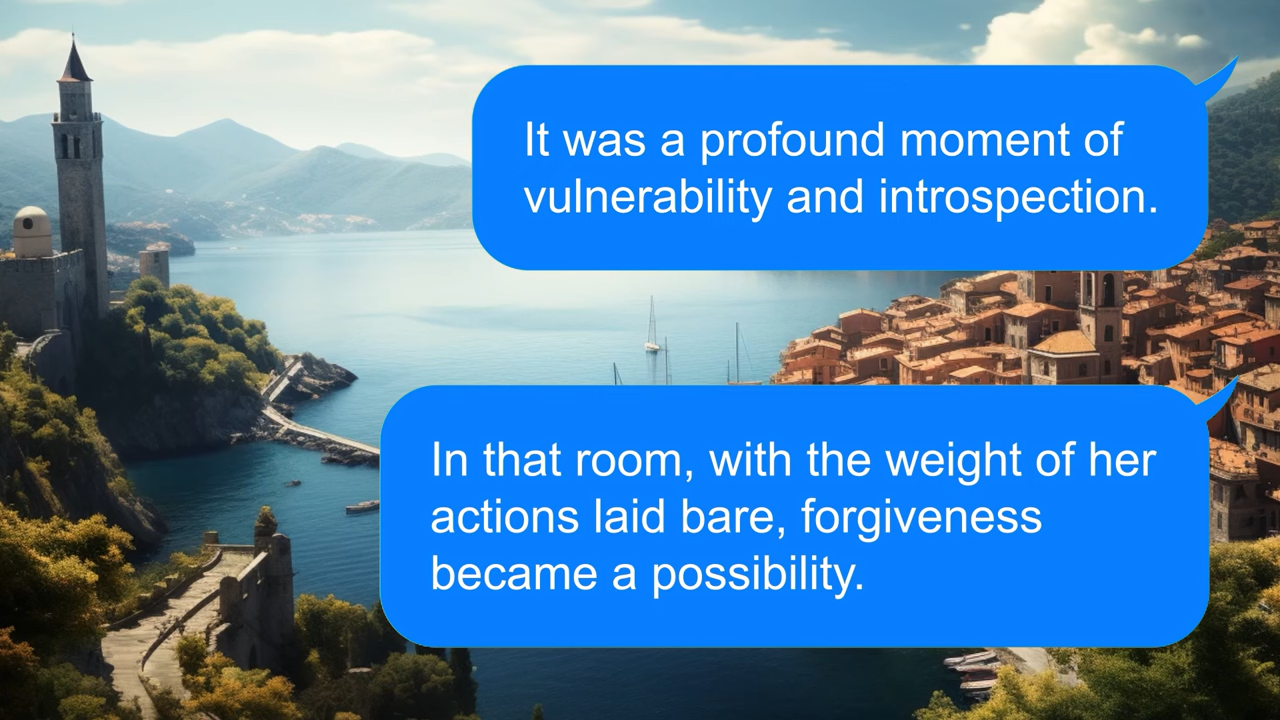 It was a profound moment of
vulnerability and introspection.
In that room, with the weight of her
actions laid bare, forgiveness
became a possibility.